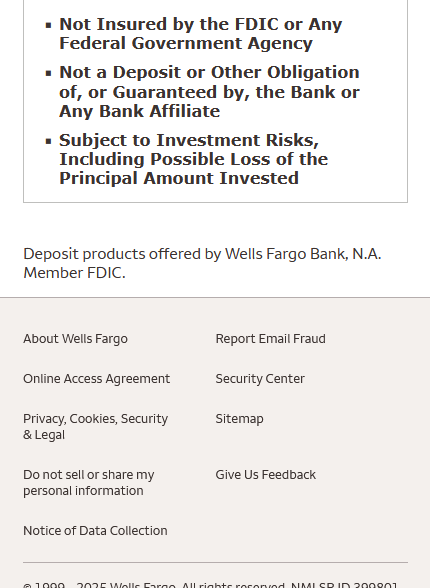 ▪ Not Insured by the FDIC or Any
Federal Government Agency
▪ Not a Deposit or Other Obligation
of, or Guaranteed by, the Bank or
Any Bank Affiliate
▪ Subject to Investment Risks,
Including Possible Loss of the
Principal Amount Invested
Deposit products offered by Wells Fargo Bank, N.A.
Member FDIC.
About Wells Fargo
Report Email Fraud
Online Access Agreement
Security Center
Privacy, Cookies, Security
& Legal
Sitemap
Do not sell or share my
personal information
Give Us Feedback
Notice of Data Collection
© 1999 - 2025 Wells Fargo. All rights reserved. NMLSR ID 399801